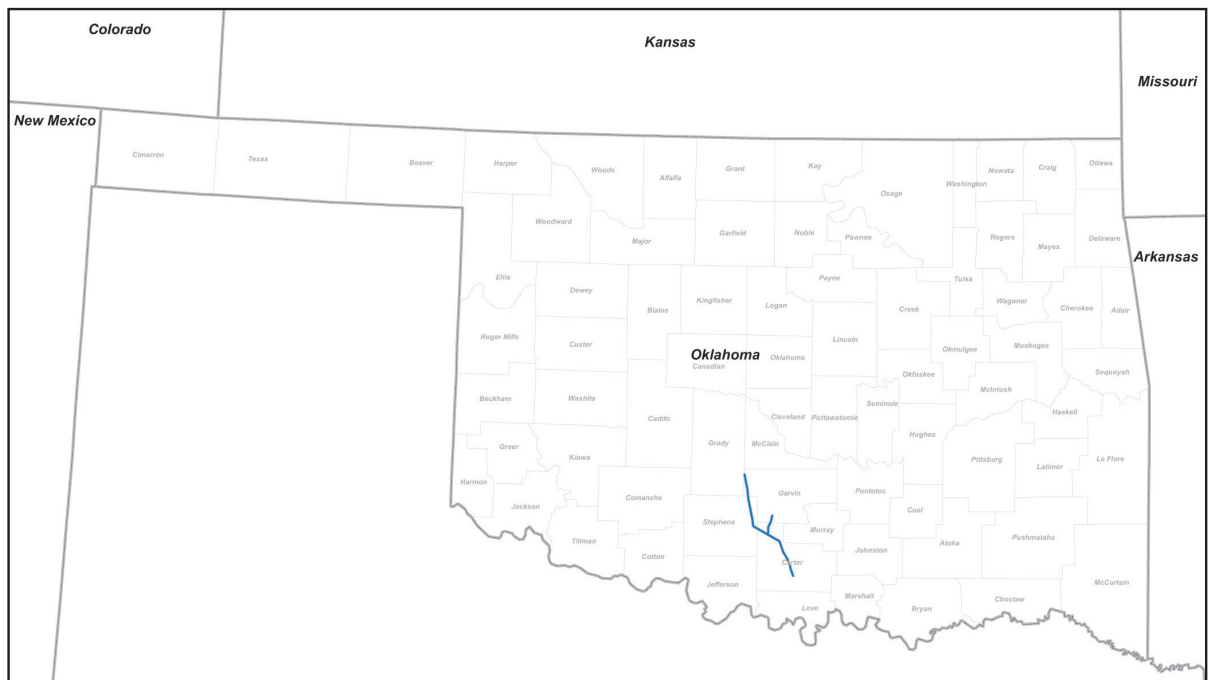 Colorado
Kansas
Missouri
New Mexico
Cimarron
Texas
Beaver
Harper
Woods
Alfalfa
Grant
Kay
Osage
Washington
Nowata
Craig
Ottawa
Woodward
Major
Garfield
Noble
Pawnee
Rogers
Mayes
Delaware
Arkansas
Ellis
Dewey
Blaine
Kingfisher
Logan
Payne
Creek
Tulsa
Wagoner
Cherokee
Adair
Roger Mills
Custer
Oklahoma
Canadian
Oklahoma
Lincoln
Okmulgee
Muskogee
Okfuskee
McIntosh
Sequoyah
Beckham
Washita
Caddo
Grady
Cleveland
McClain
Pottawatomie
Seminole
Hughes
Haskell
Pittsburg
Latimer
Le Flore
Greer
Kiowa
Harmon
Jackson
Comanche
Garvin
Pontotoc
Coal
Stephens
Murray
Tillman
Cotton
Carter
Johnston
Atoka
Pushmataha
McCurtain
Jefferson
Love
Marshall
Bryan
Choctaw